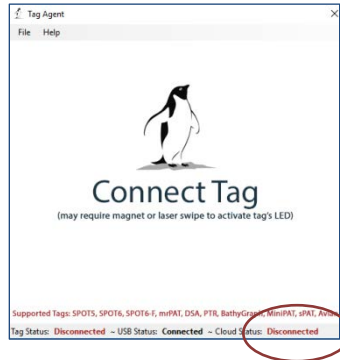 Tag Agent
File Help
Connect Tag
(may require magnet or laser swipe to activate tag's LED)
Supported Tags: SPOT5, SPOT6, SPOT6-F, mrPAT, DSA, PTR, BathyGraph, MiniPAT, sPAT, Avian
Tag Status: Disconnected ~ USB Status: Connected ~ Cloud Status: Disconnected